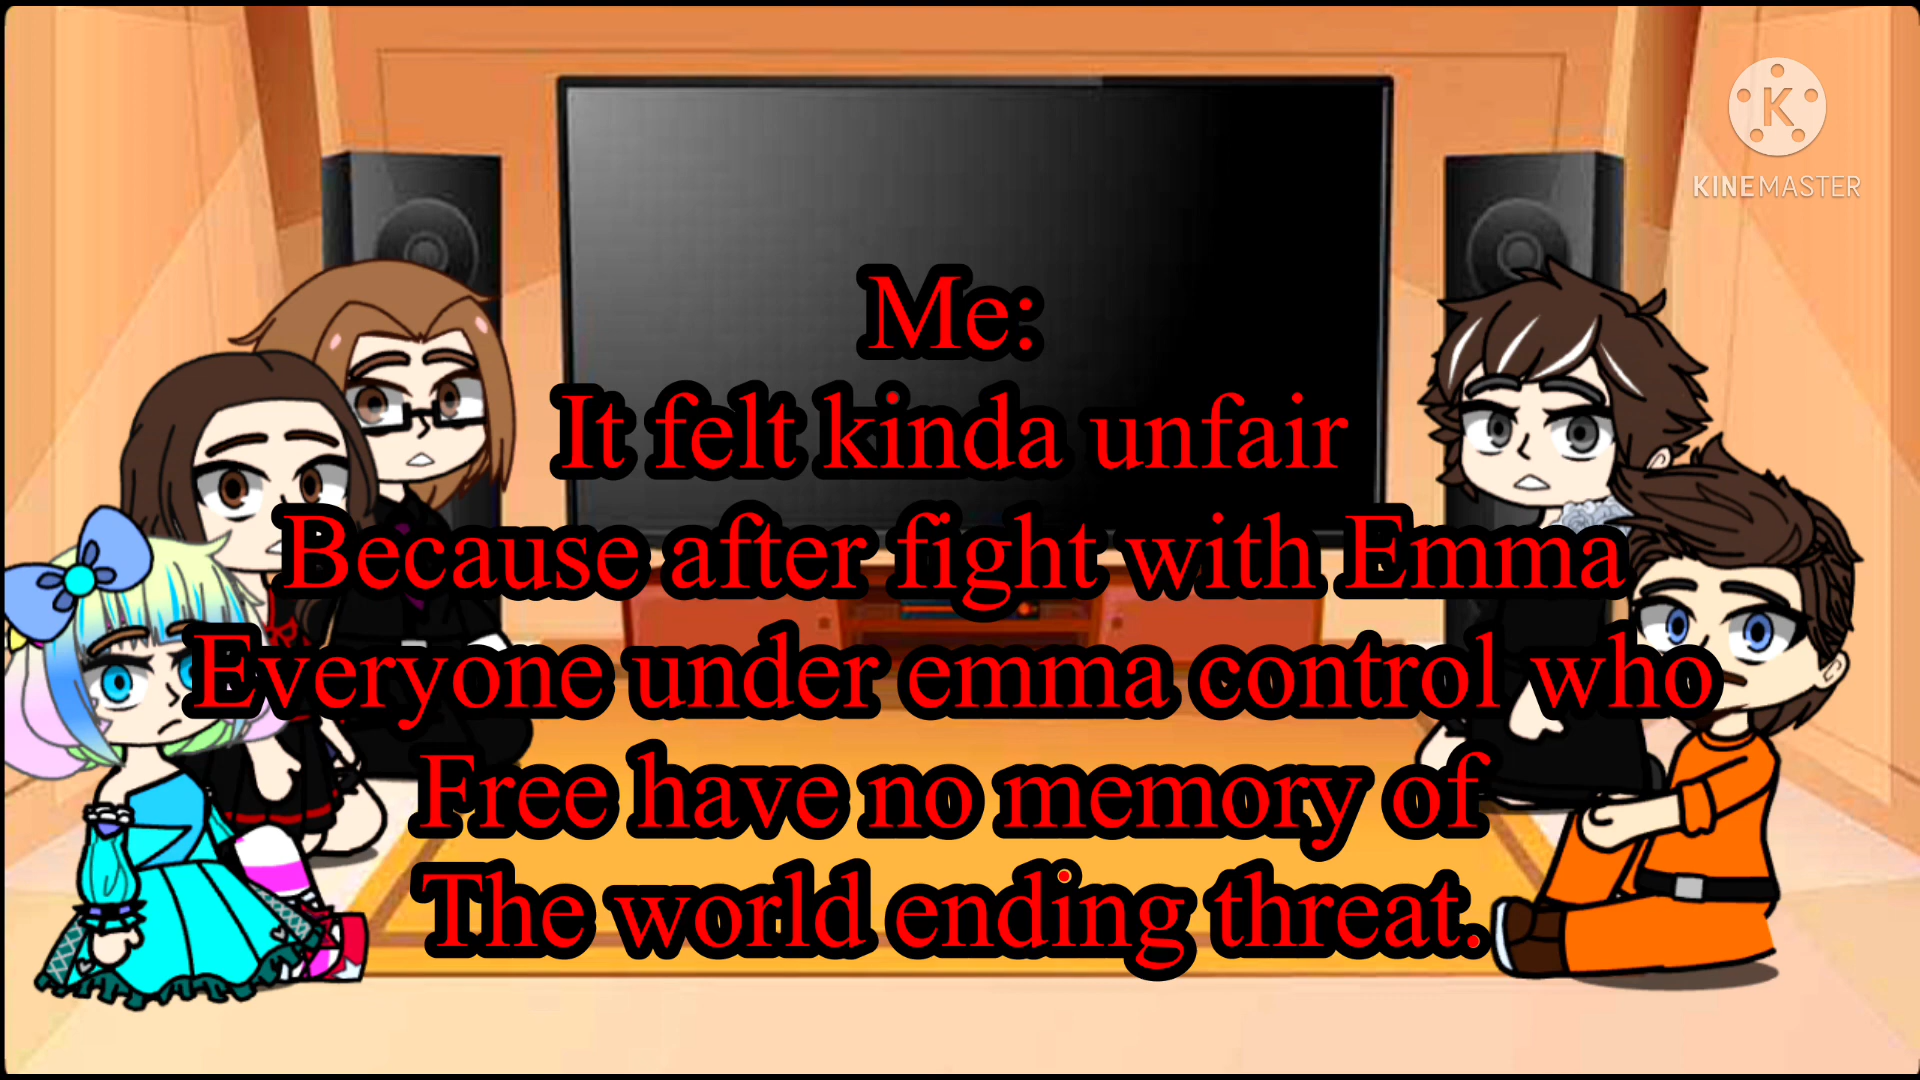 K
KINEMASTER
Me:
It felt kinda unfair
Because after fight with Emma
Everyone under emma control who
Free have no memory of
The world ending threat.